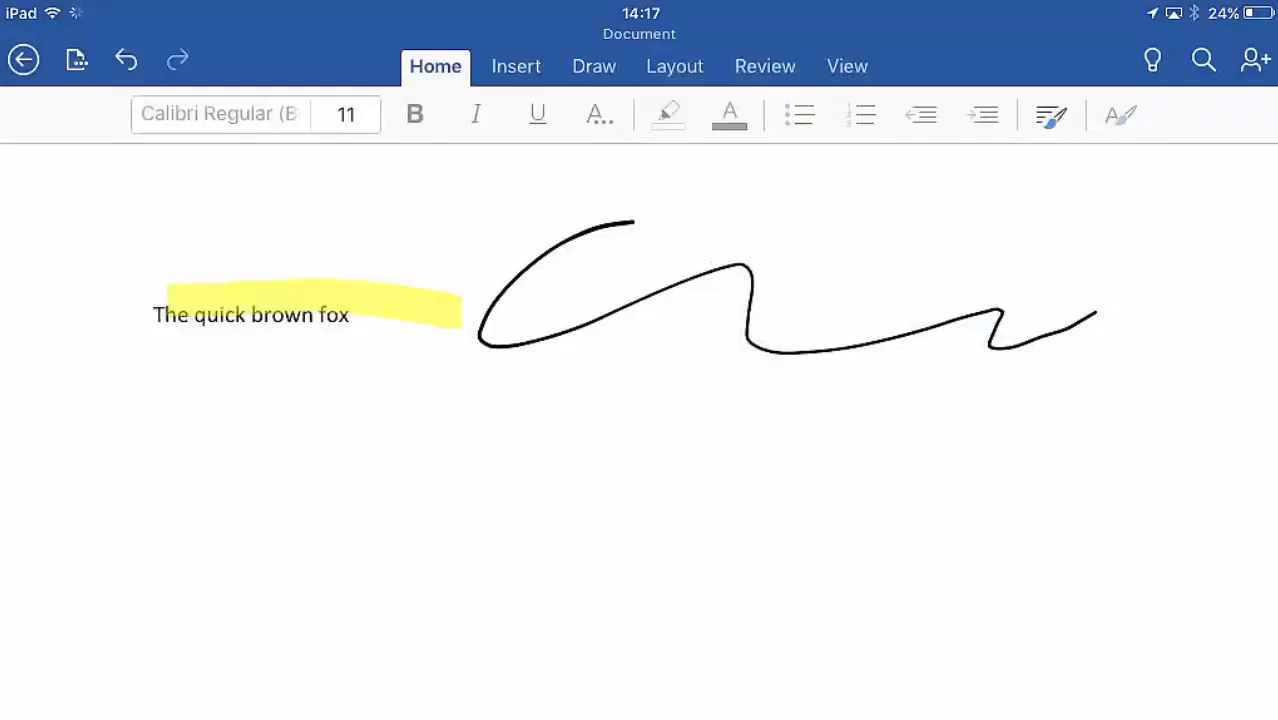 iPad 14:17 24%
Document
Home Insert Draw Layout Review View
Calibri Regular (B 11 B I U A..  A A
The quick brown fox